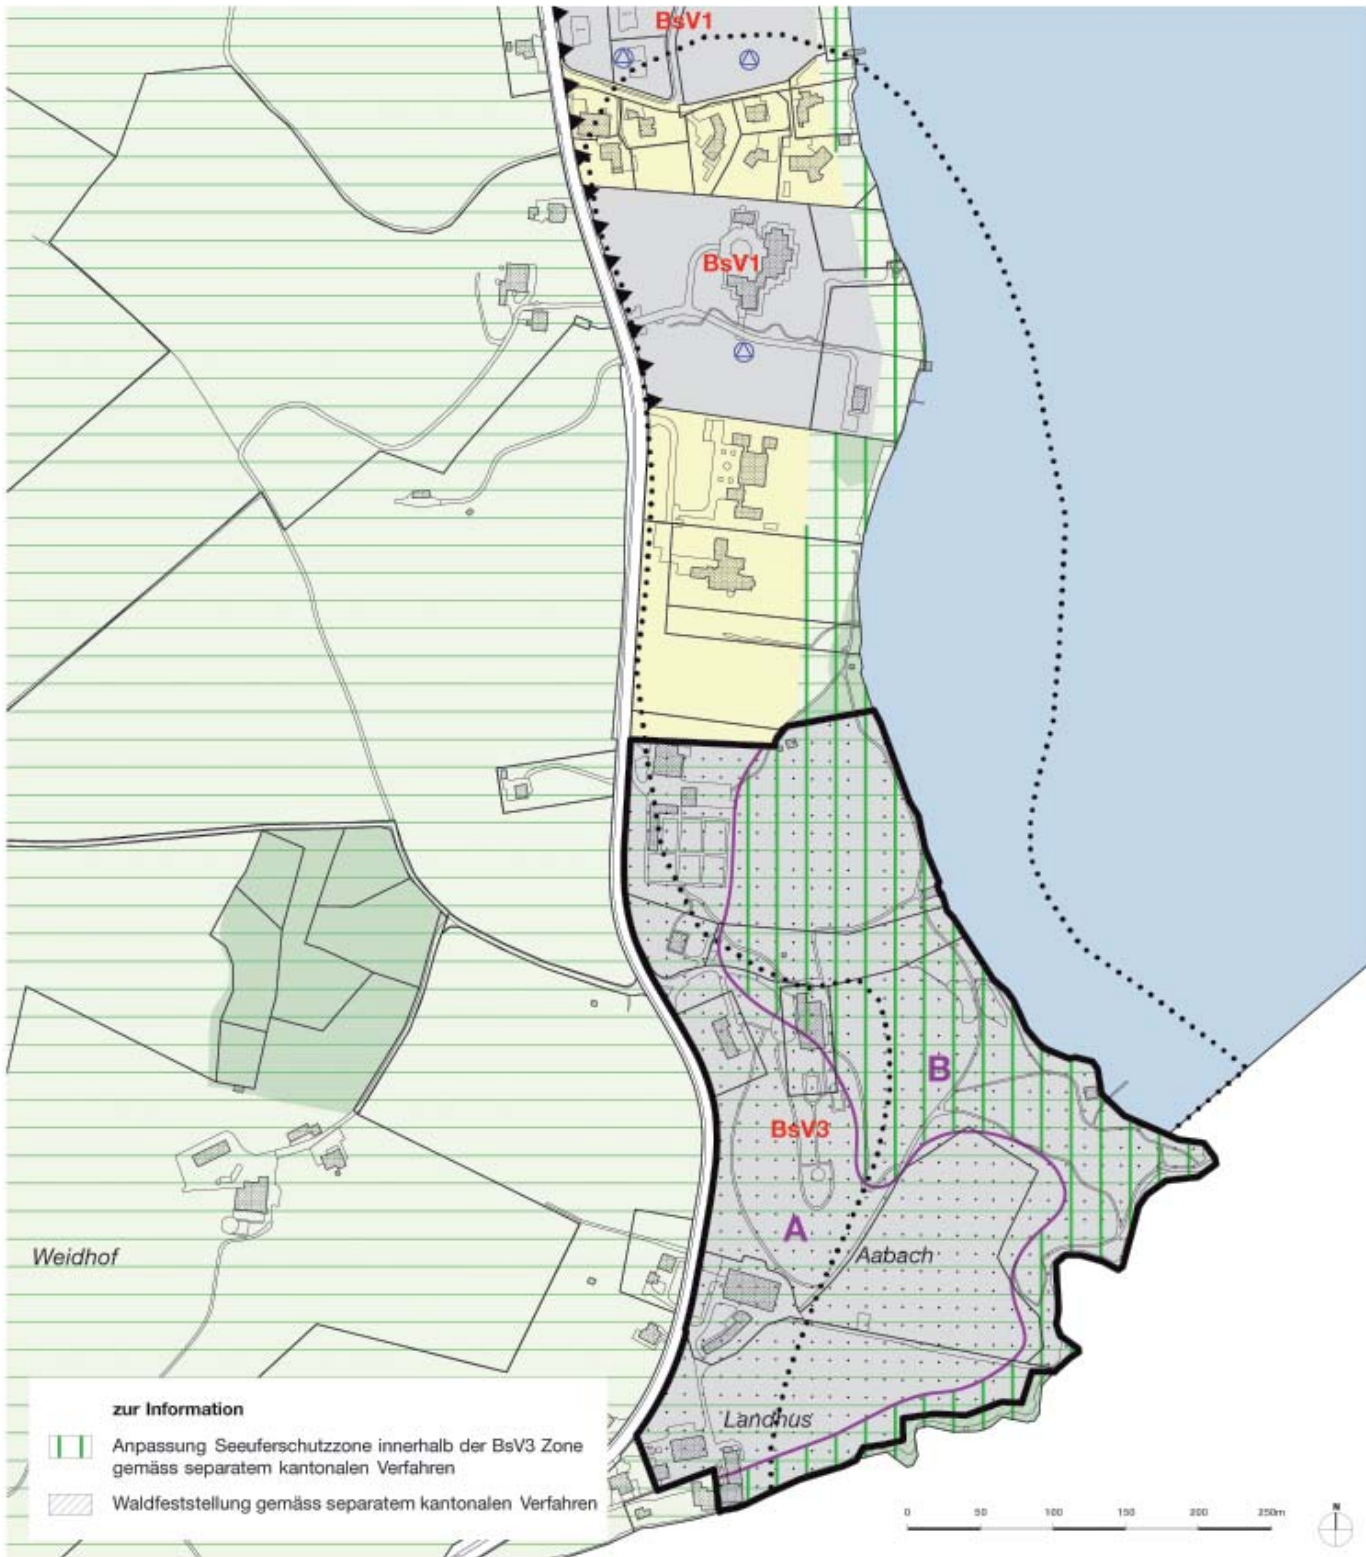 BsV1
BsV1
B
BsV3
A
Aabach
Weidhof
Landhus
zur Information
Anpassung Seeuferschutzzone innerhalb der BsV3 Zone
gemäss separatem kantonalen Verfahren
Waldfeststellung gemäss separatem kantonalen Verfahren
0 50 100 150 200 250m
N